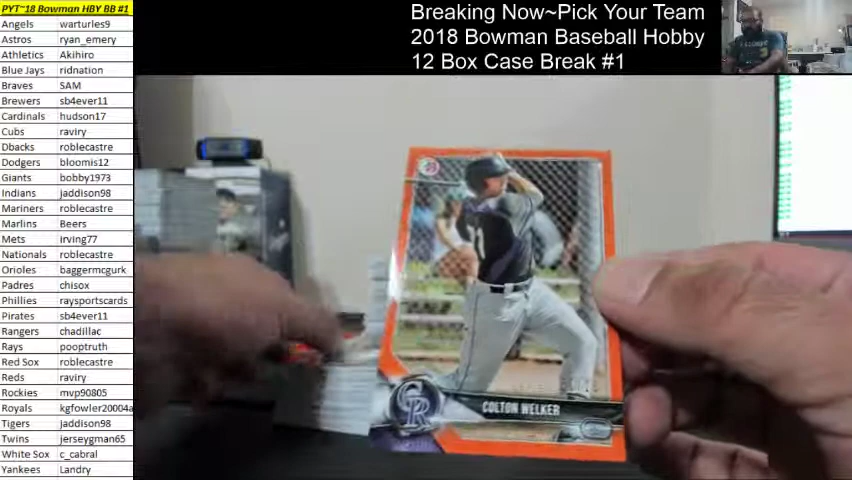 PYT~18 Bowman HBY BB #1
Angels warturles9
Astros ryan_emery
Athletics Akihiro
Blue Jays ridnation
Braves SAM
Brewers sb4ever11
Cardinals hudson17
Cubs raviry
Dbacks roblecastre
Dodgers bloomis12
Giants bobby1973
Indians jaddison98
Mariners roblecastre
Marlins Beers
Mets irving77
Nationals roblecastre
Orioles baggermcgurk
Padres chisox
Phillies raysportscards
Pirates sb4ever11
Rangers chadillac
Rays pooptruth
Red Sox roblecastre
Reds raviry
Rockies mvp90805
Royals kgfowler20004a
Tigers jaddison98
Twins jerseygman65
White Sox c_cabral
Yankees Landry
Breaking Now~Pick Your Team
2018 Bowman Baseball Hobby
12 Box Case Break #1
CR
COLTON WELKER